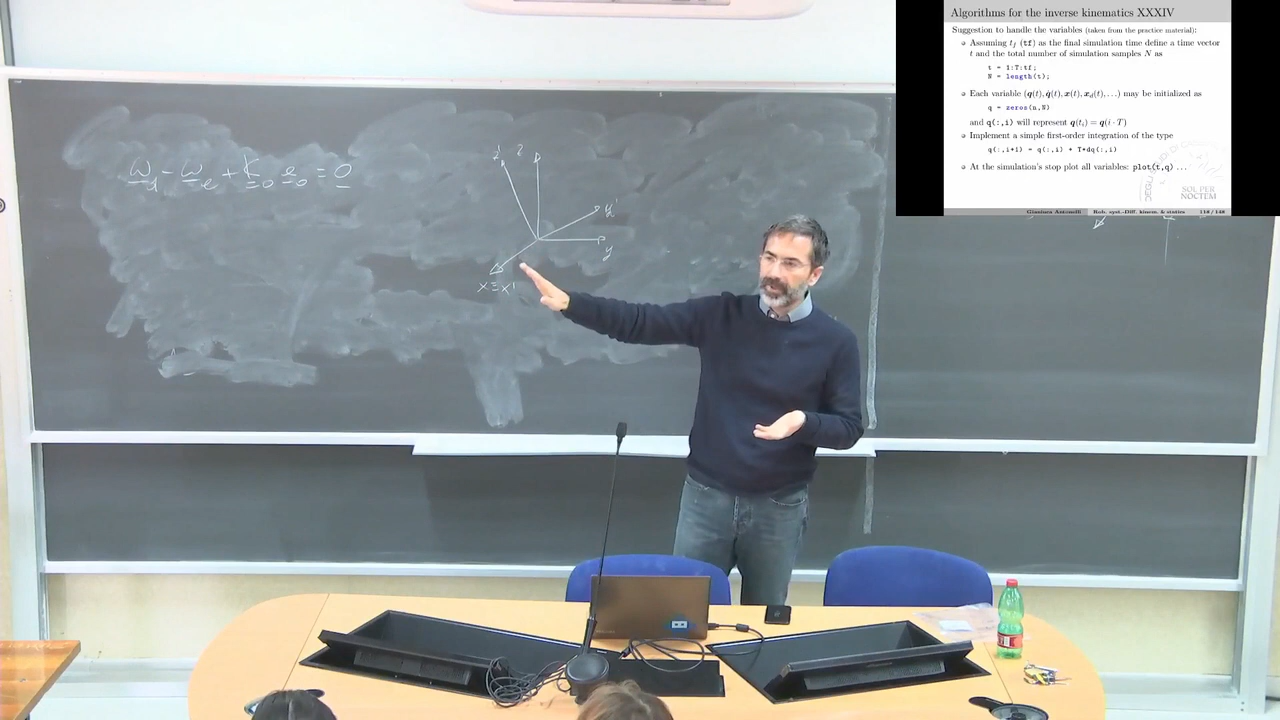 Algorithms for the inverse kinematics XXXIV
Suggestion to handle the variables (taken from the practice material):
Assuming t_f (tf) as the final simulation time define a time vector
t and the total number of simulation samples N as
t = 1:T:tf;
N = length(t);
Each variable (q(t), q̇(t), x(t), x_d(t), ...) may be initialized as
q = zeros(n,N)
and q(:,i) will represent q(t_i) = q(i · T)
Implement a simple first-order integration of the type
q(:,i+1) = q(:,i) + T*dq(:,i)
At the simulation's stop plot all variables: plot(t,q) ...
SOL PER
NOCTEM
Gianluca Antonelli Rob. syst.-Diff. kinem. & statics 118 / 148
ω_d - ω_e + K_o e_o = 0
z' z
y'
y
x≡x'